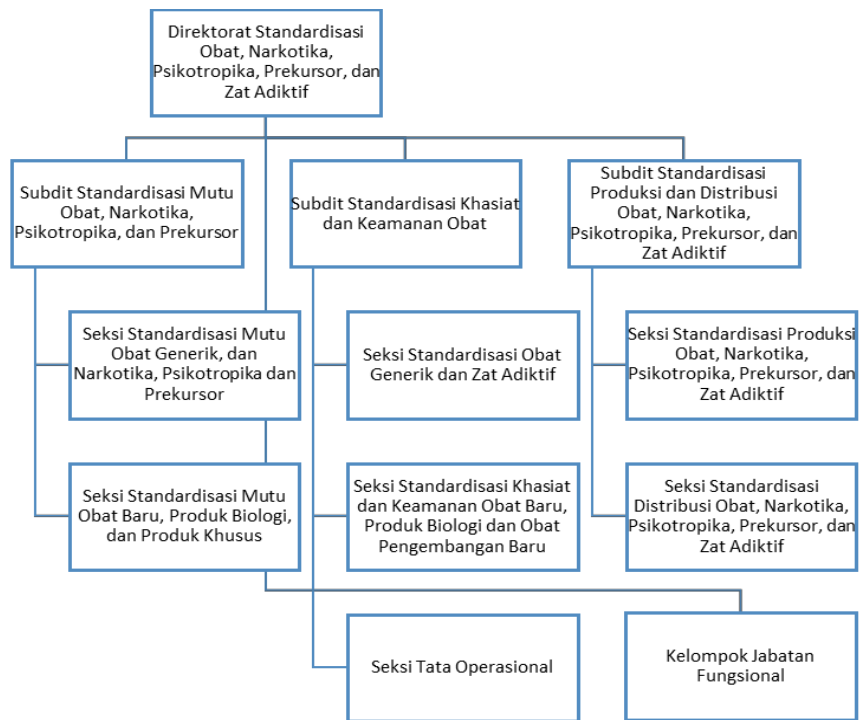 Direktorat Standardisasi
Obat, Narkotika,
Psikotropika, Prekursor, dan
Zat Adiktif
Subdit Standardisasi Mutu
Obat, Narkotika,
Psikotropika, dan Prekursor
Subdit Standardisasi Khasiat
dan Keamanan Obat
Subdit Standardisasi
Produksi dan Distribusi
Obat, Narkotika,
Psikotropika, Prekursor, dan
Zat Adiktif
Seksi Standardisasi Mutu
Obat Generik, dan
Narkotika, Psikotropika dan
Prekursor
Seksi Standardisasi Obat
Generik dan Zat Adiktif
Seksi Standardisasi Produksi
Obat, Narkotika,
Psikotropika, Prekursor, dan
Zat Adiktif
Seksi Standardisasi Mutu
Obat Baru, Produk Biologi,
dan Produk Khusus
Seksi Standardisasi Khasiat
dan Keamanan Obat Baru,
Produk Biologi dan Obat
Pengembangan Baru
Seksi Standardisasi
Distribusi Obat, Narkotika,
Psikotropika, Prekursor, dan
Zat Adiktif
Seksi Tata Operasional
Kelompok Jabatan
Fungsional